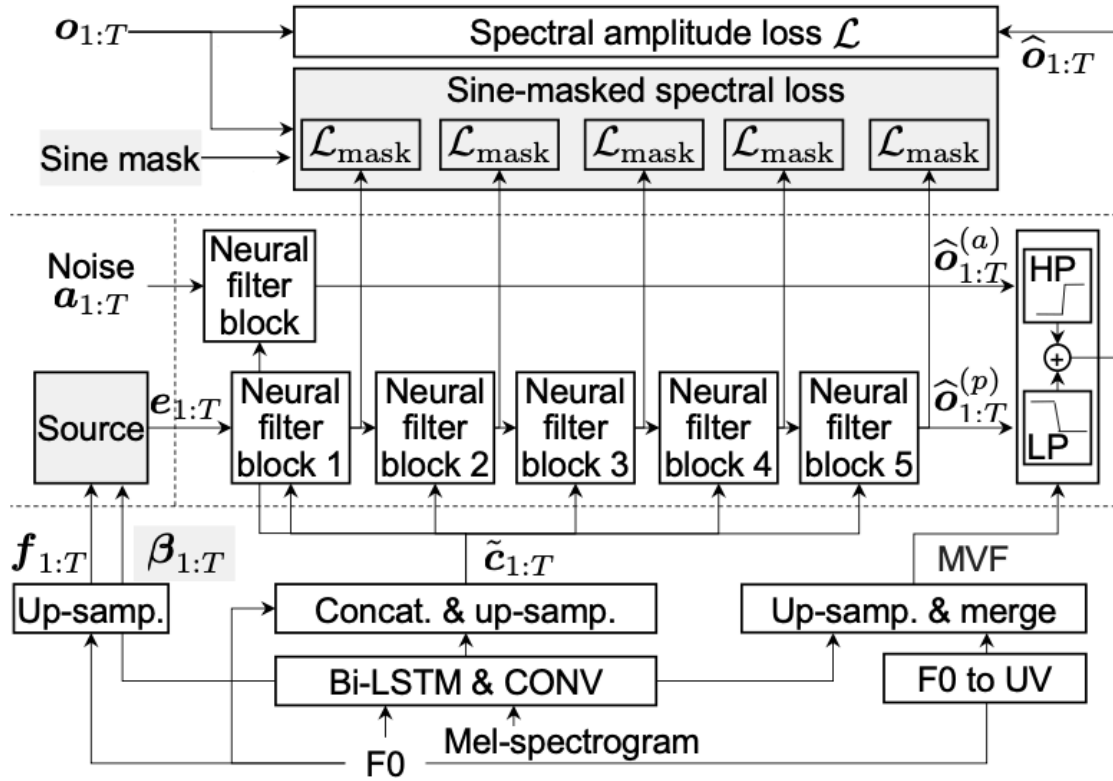 o1:T
Spectral amplitude loss ℒ
ô1:T
Sine-masked spectral loss
Sine mask
ℒmask
ℒmask
ℒmask
ℒmask
ℒmask
Noise
a1:T
Neural
filter
block
ô(a)1:T
HP
+
Source
e1:T
Neural
filter
block 1
Neural
filter
block 2
Neural
filter
block 3
Neural
filter
block 4
Neural
filter
block 5
ô(p)1:T
LP
f1:T
β1:T
c̃1:T
MVF
Up-samp.
Concat. & up-samp.
Up-samp. & merge
Bi-LSTM & CONV
F0 to UV
F0
Mel-spectrogram